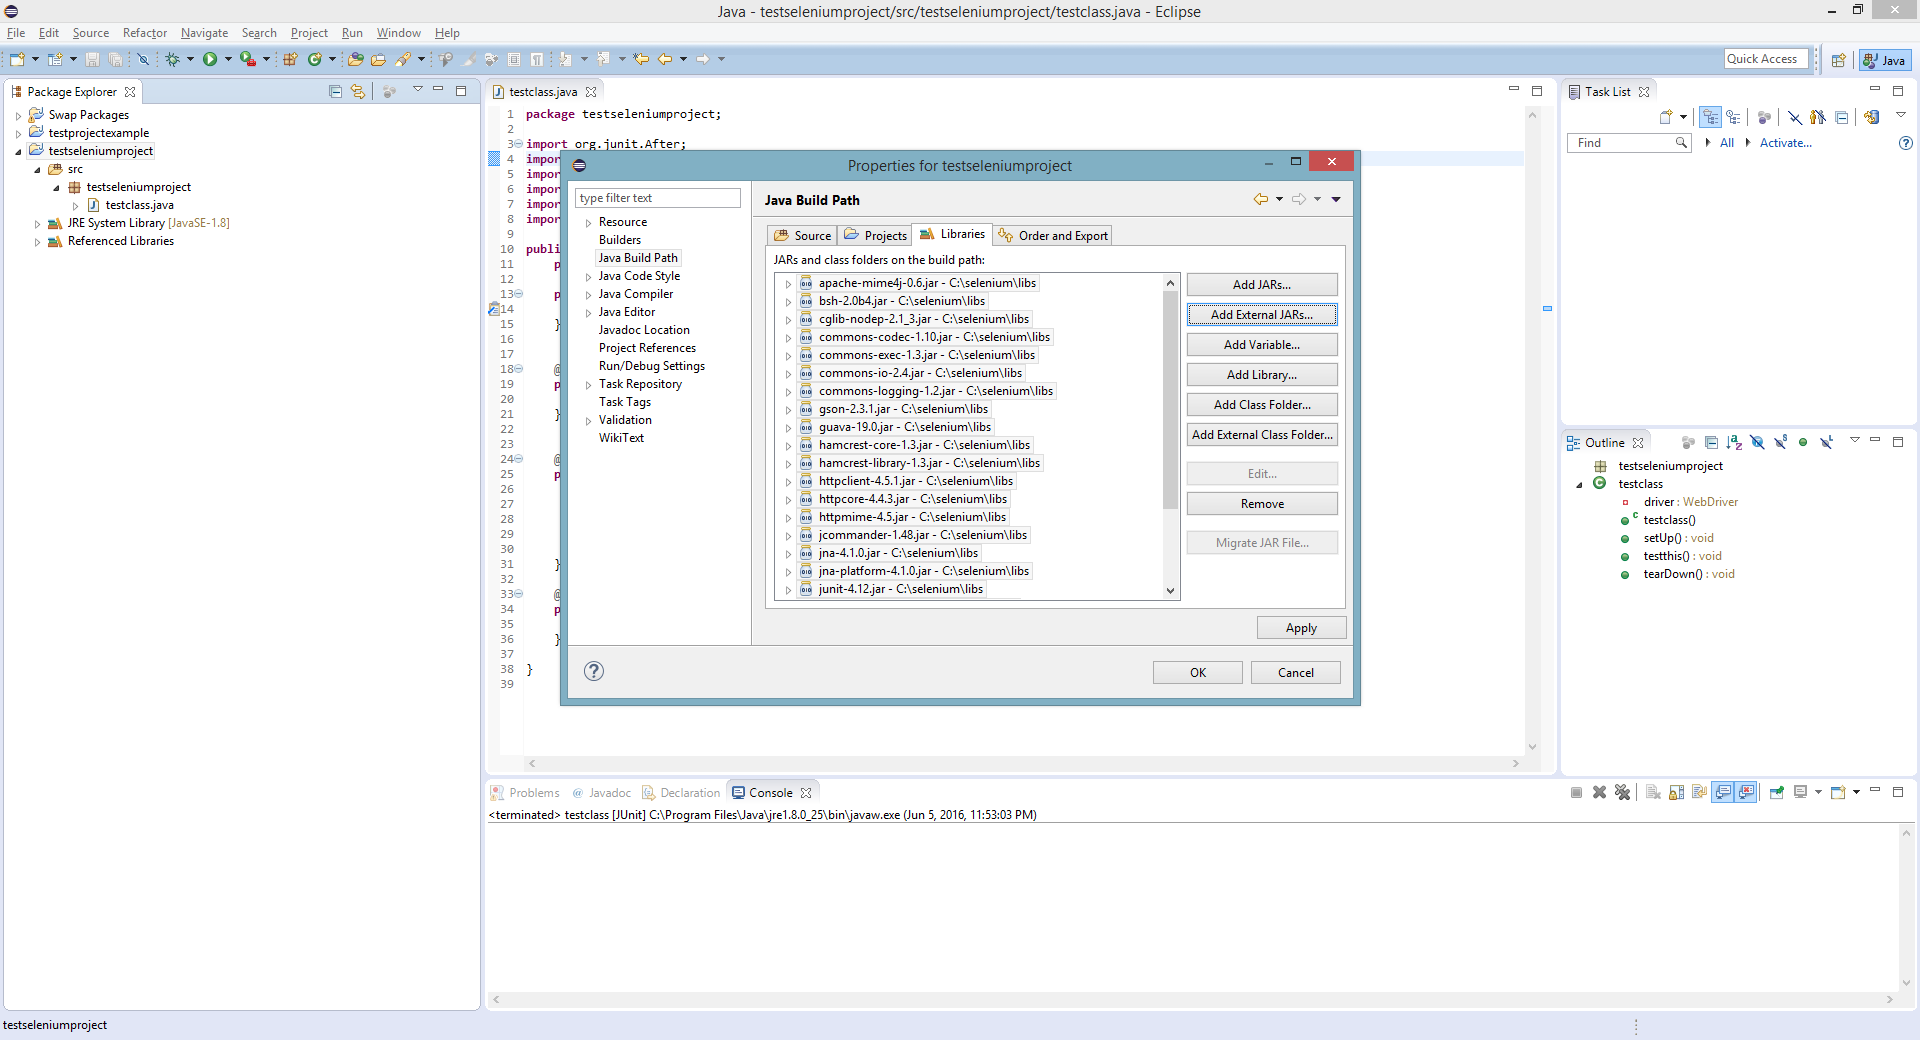 Java - testseleniumproject/src/testseleniumproject/testclass.java - Eclipse
File Edit Source Refactor Navigate Search Project Run Window Help
Quick Access
Java
Package Explorer
Swap Packages
testprojectexample
testseleniumproject
src
testseleniumproject
testclass.java
JRE System Library [JavaSE-1.8]
Referenced Libraries
testclass.java
1 package testseleniumproject;
2
3 import org.junit.After;
4 impor
5 impor
6 impor
7 impor
8 impor
9
10 publi
11 p
12
13 p
14
15 }
16
17
18 @
19 p
20
21 }
22
23
24 @
25 p
26
27
28
29
30
31 }
32
33 @
34 p
35
36 }
37
38 }
39
Properties for testseleniumproject
type filter text
Resource
Builders
Java Build Path
Java Code Style
Java Compiler
Java Editor
Javadoc Location
Project References
Run/Debug Settings
Task Repository
Task Tags
Validation
WikiText
Java Build Path
Source Projects Libraries Order and Export
JARs and class folders on the build path:
apache-mime4j-0.6.jar - C:\selenium\libs
bsh-2.0b4.jar - C:\selenium\libs
cglib-nodep-2.1_3.jar - C:\selenium\libs
commons-codec-1.10.jar - C:\selenium\libs
commons-exec-1.3.jar - C:\selenium\libs
commons-io-2.4.jar - C:\selenium\libs
commons-logging-1.2.jar - C:\selenium\libs
gson-2.3.1.jar - C:\selenium\libs
guava-19.0.jar - C:\selenium\libs
hamcrest-core-1.3.jar - C:\selenium\libs
hamcrest-library-1.3.jar - C:\selenium\libs
httpclient-4.5.1.jar - C:\selenium\libs
httpcore-4.4.3.jar - C:\selenium\libs
httpmime-4.5.jar - C:\selenium\libs
jcommander-1.48.jar - C:\selenium\libs
jna-4.1.0.jar - C:\selenium\libs
jna-platform-4.1.0.jar - C:\selenium\libs
junit-4.12.jar - C:\selenium\libs
Add JARs...
Add External JARs...
Add Variable...
Add Library...
Add Class Folder...
Add External Class Folder...
Edit...
Remove
Migrate JAR File...
Apply
OK
Cancel
Task List
Find
All
Activate...
Outline
testseleniumproject
testclass
driver : WebDriver
testclass()
setUp() : void
testthis() : void
tearDown() : void
Problems @ Javadoc Declaration Console
<terminated> testclass [JUnit] C:\Program Files\Java\jre1.8.0_25\bin\javaw.exe (Jun 5, 2016, 11:53:03 PM)
testseleniumproject